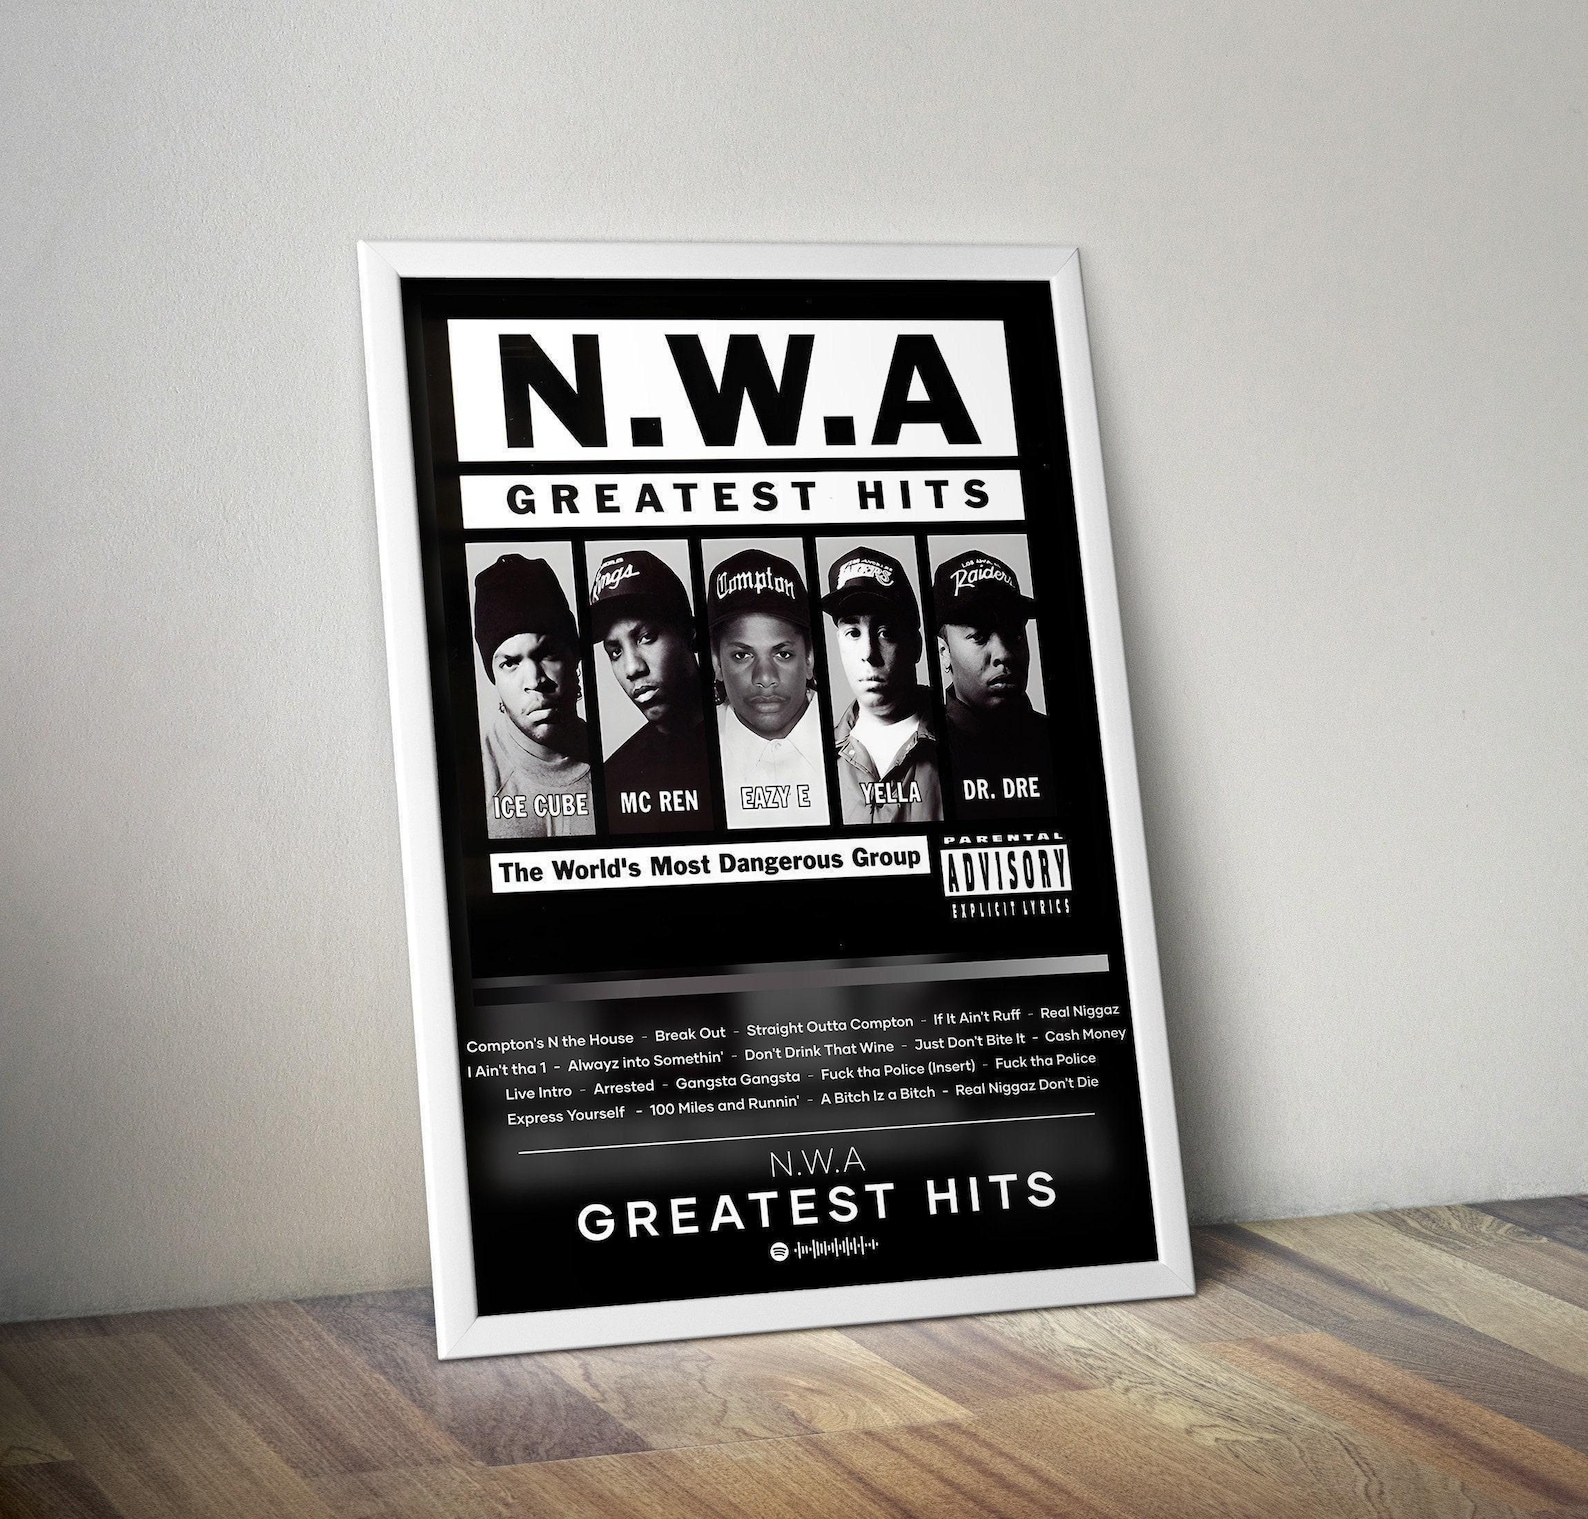 N.W.A
GREATEST HITS
Kings
Compton
LOS ANGELES
Raiders
ICE CUBE
MC REN
EAZY E
YELLA
DR. DRE
The World's Most Dangerous Group
PARENTAL
ADVISORY
EXPLICIT LYRICS
Compton's N the House - Break Out - Straight Outta Compton - If It Ain't Ruff - Real Niggaz
I Ain't tha 1 - Alwayz into Somethin' - Don't Drink That Wine - Just Don't Bite It - Cash Money
Live Intro - Arrested - Gangsta Gangsta - Fuck tha Police (Insert) - Fuck tha Police
Express Yourself - 100 Miles and Runnin' - A Bitch Iz a Bitch - Real Niggaz Don't Die
N.W.A
GREATEST HITS